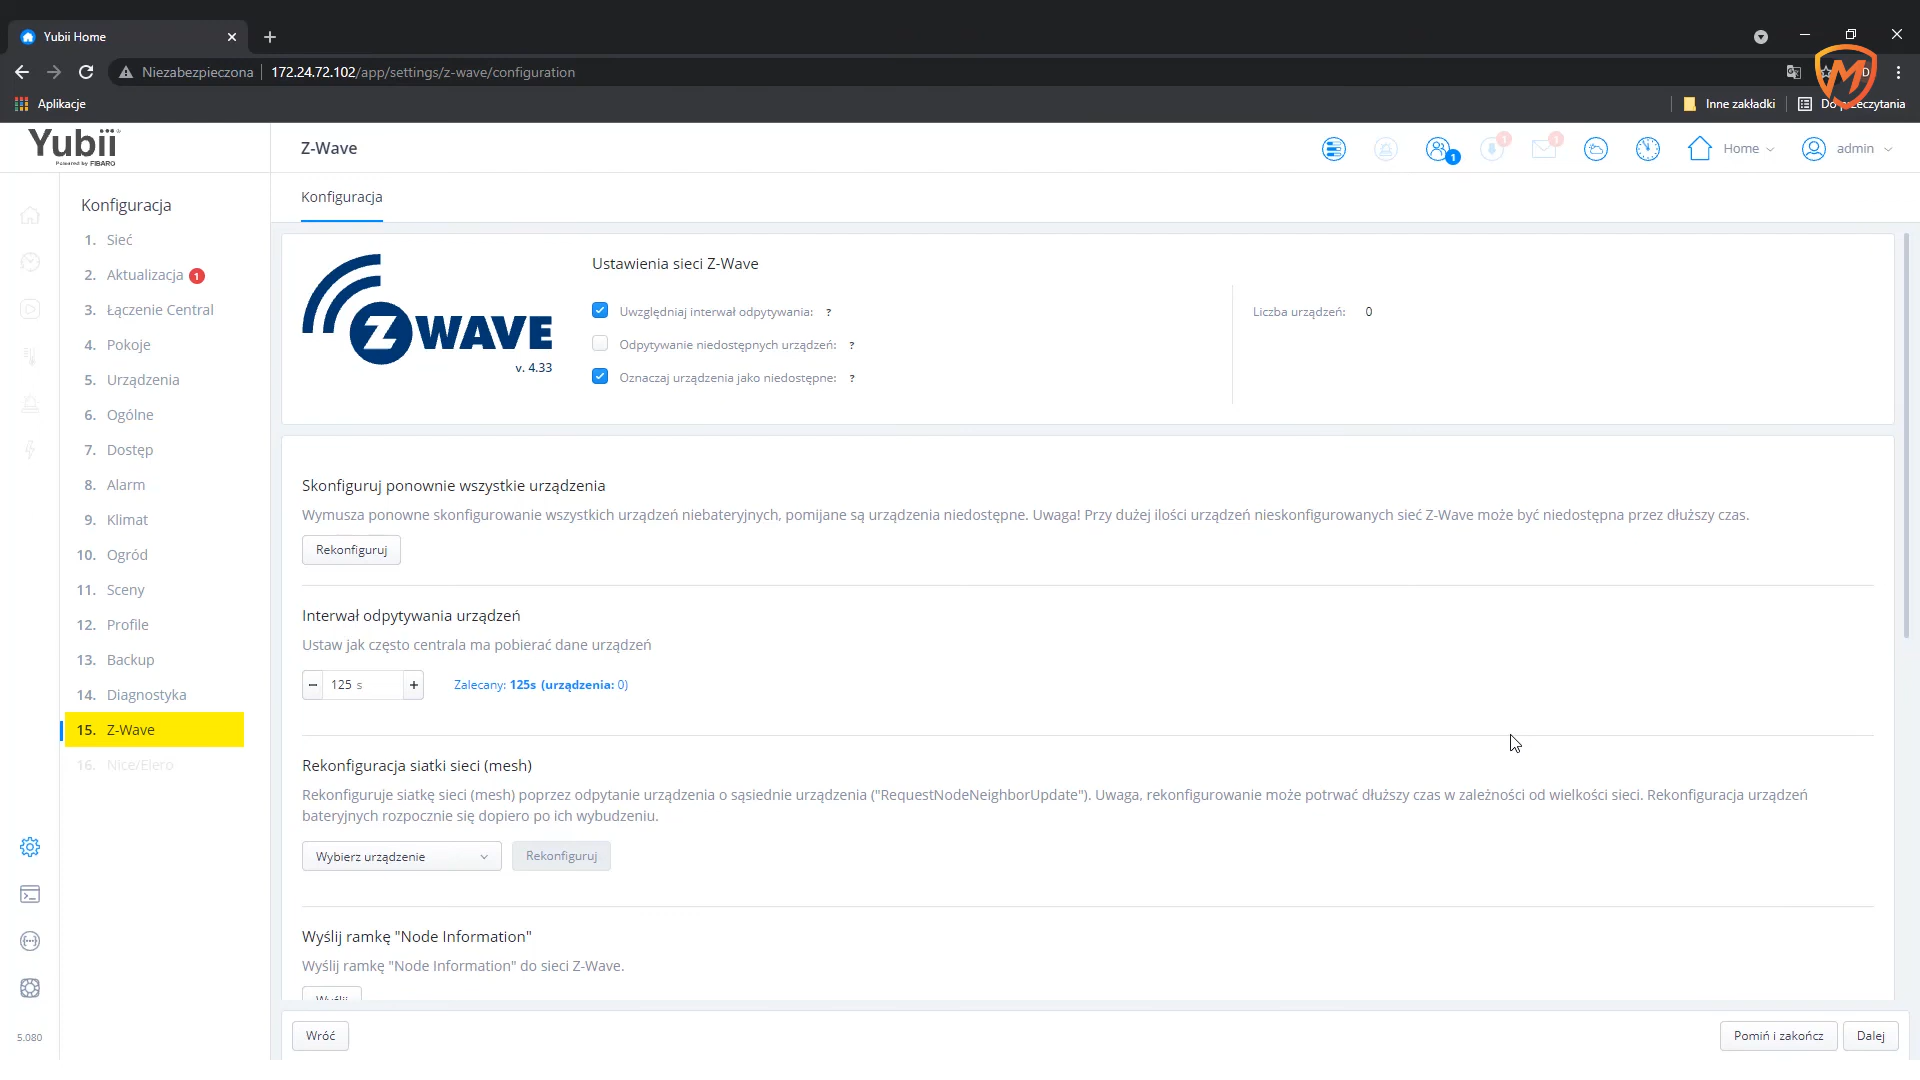 Yubii Home
Niezabezpieczona
172.24.72.102/app/settings/z-wave/configuration
Aplikacje
Inne zakładki
Yubii
Powered by FIBARO
Z-Wave
1
1
1
Home
admin
Konfiguracja
Konfiguracja
1. Sieć
2. Aktualizacja 1
3. Łączenie Central
4. Pokoje
5. Urządzenia
6. Ogólne
7. Dostęp
8. Alarm
9. Klimat
10. Ogród
11. Sceny
12. Profile
13. Backup
14. Diagnostyka
15. Z-Wave
16. Nice/Elero
5.080
Z WAVE
v. 4.33
Ustawienia sieci Z-Wave
Uwzględniaj interwał odpytywania: ?
Odpytywanie niedostępnych urządzeń: ?
Oznaczaj urządzenia jako niedostępne: ?
Liczba urządzeń: 0
Skonfiguruj ponownie wszystkie urządzenia
Wymusza ponowne skonfigurowanie wszystkich urządzeń niebateryjnych, pomijane są urządzenia niedostępne. Uwaga! Przy dużej ilości urządzeń nieskonfigurowanych sieć Z-Wave może być niedostępna przez dłuższy czas.
Rekonfiguruj
Interwał odpytywania urządzeń
Ustaw jak często centrala ma pobierać dane urządzeń
− 125 s +
Zalecany: 125s (urządzenia: 0)
Rekonfiguracja siatki sieci (mesh)
Rekonfiguruje siatkę sieci (mesh) poprzez odpytanie urządzenia o sąsiednie urządzenia ("RequestNodeNeighborUpdate"). Uwaga, rekonfigurowanie może potrwać dłuższy czas w zależności od wielkości sieci. Rekonfiguracja urządzeń
bateryjnych rozpocznie się dopiero po ich wybudzeniu.
Wybierz urządzenie
Rekonfiguruj
Wyślij ramkę "Node Information"
Wyślij ramkę "Node Information" do sieci Z-Wave.
Wyślij
Wróć
Pomiń i zakończ
Dalej